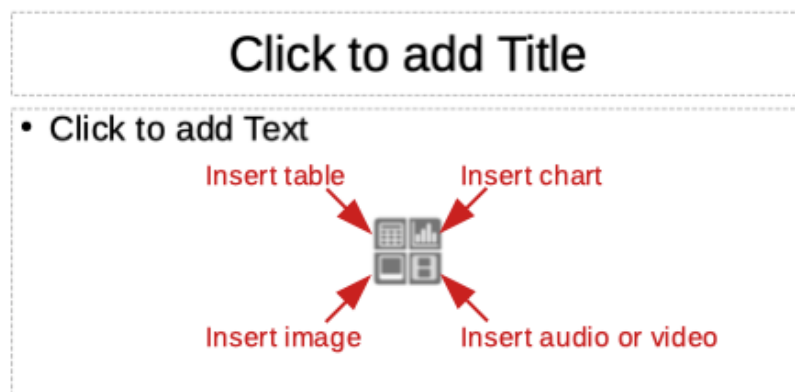 Click to add Title
• Click to add Text
Insert table
Insert chart
Insert image
Insert audio or video